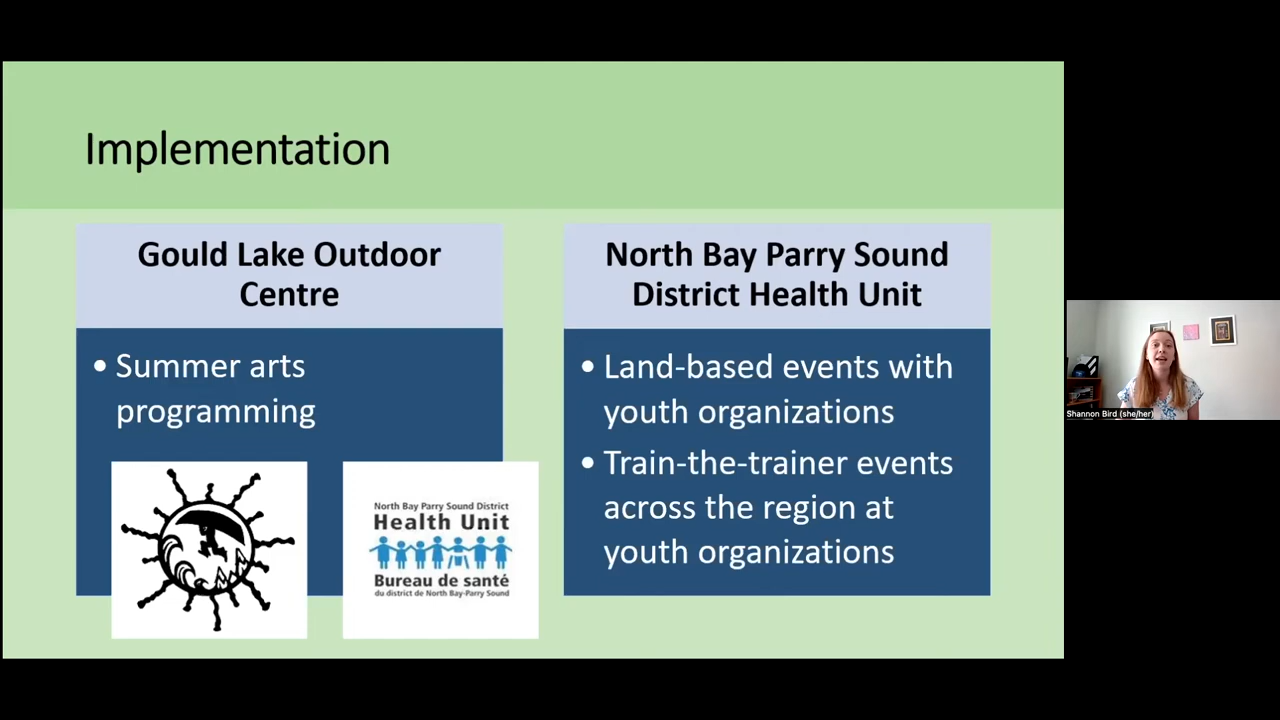 Implementation
Gould Lake Outdoor
Centre
• Summer arts
programming
North Bay Parry Sound District
Health Unit
Bureau de santé
du district de North Bay-Parry Sound
North Bay Parry Sound
District Health Unit
• Land-based events with
youth organizations
• Train-the-trainer events
across the region at
youth organizations
Shannon Bird (she/her)